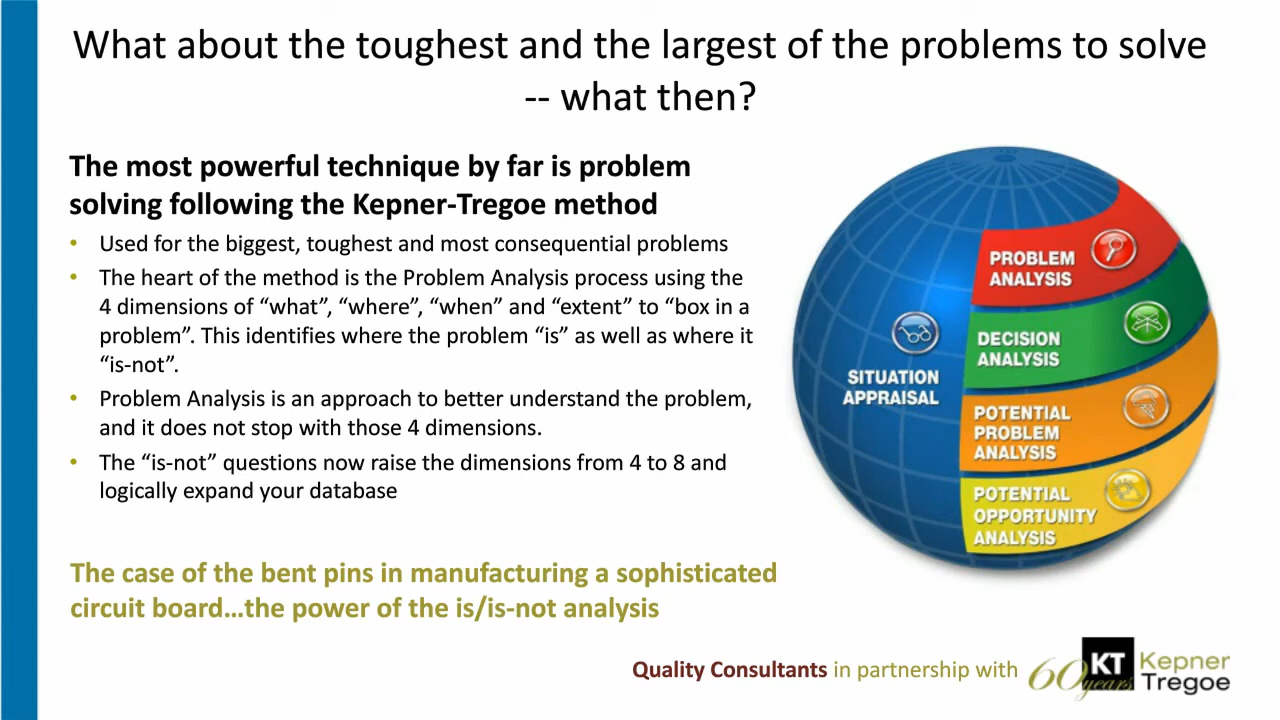 What about the toughest and the largest of the problems to solve
-- what then?
The most powerful technique by far is problem
solving following the Kepner-Tregoe method
• Used for the biggest, toughest and most consequential problems
• The heart of the method is the Problem Analysis process using the
4 dimensions of “what”, “where”, “when” and “extent” to “box in a
problem”. This identifies where the problem “is” as well as where it
“is-not”.
• Problem Analysis is an approach to better understand the problem,
and it does not stop with those 4 dimensions.
• The “is-not” questions now raise the dimensions from 4 to 8 and
logically expand your database
The case of the bent pins in manufacturing a sophisticated
circuit board…the power of the is/is-not analysis
SITUATION
APPRAISAL
PROBLEM
ANALYSIS
DECISION
ANALYSIS
POTENTIAL
PROBLEM
ANALYSIS
POTENTIAL
OPPORTUNITY
ANALYSIS
Quality Consultants in partnership with
60 years
KT
Kepner
Tregoe